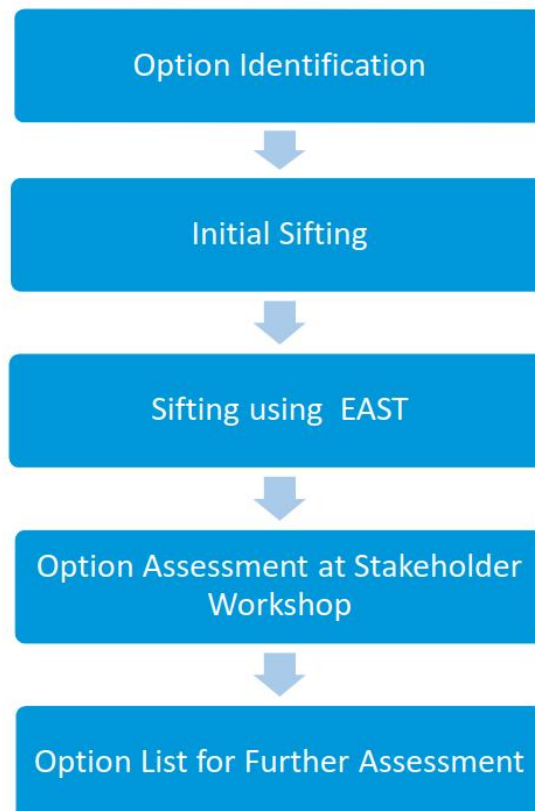 Option Identification
Initial Sifting
Sifting using  EAST
Option Assessment at Stakeholder
Workshop
Option List for Further Assessment